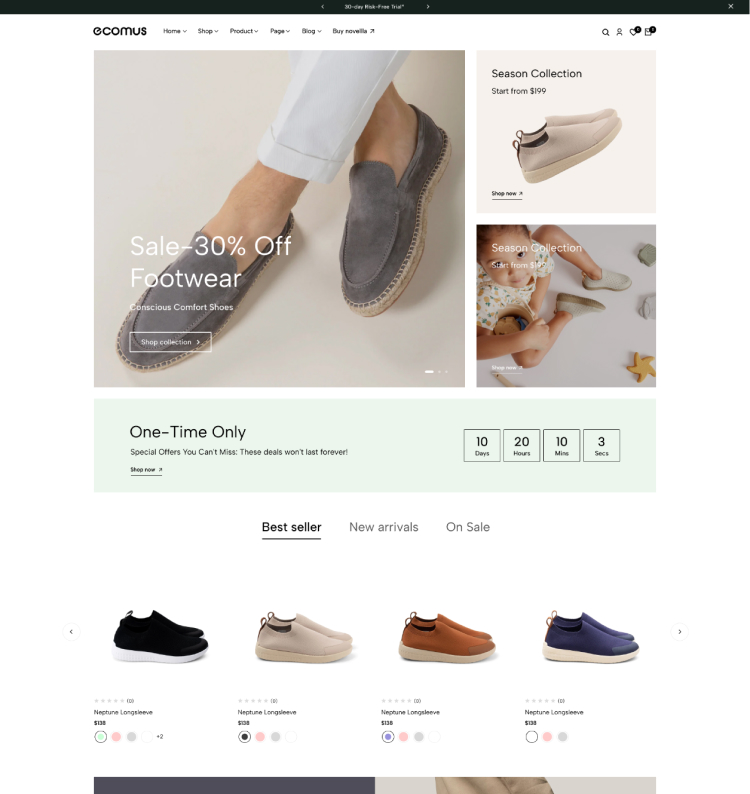 30-day Risk-Free Trial*
ecomus
Home Shop Product Page Blog Buy novellla
0 0
Sale-30% Off
Footwear
Conscious Comfort Shoes
Shop collection
Season Collection
Start from $199
Shop now
Season Collection
Start from $199
Shop now
One-Time Only
Special Offers You Can't Miss: These deals won't last forever!
Shop now
10 20 10 3
Days Hours Mins Secs
Best seller New arrivals On Sale
(0) (0) (0) (0)
Neptune Longsleeve Neptune Longsleeve Neptune Longsleeve Neptune Longsleeve
$138 $138 $138 $138
+2